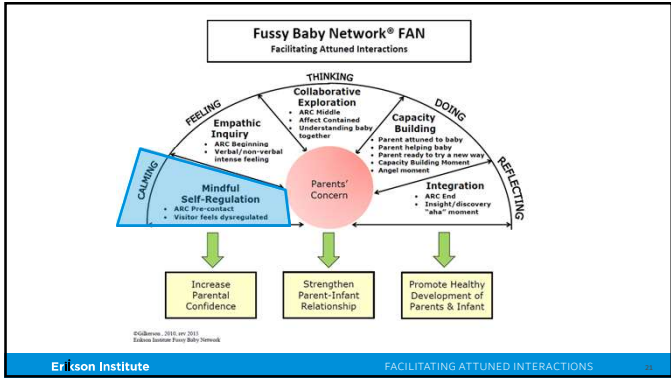 Fussy Baby Network® FAN
Facilitating Attuned Interactions
CALMING
FEELING
THINKING
DOING
REFLECTING
Mindful
Self-Regulation
• ARC Pre-contact
• Visitor feels dysregulated
Empathic
Inquiry
• ARC Beginning
• Verbal/non-verbal
intense feeling
Collaborative
Exploration
• ARC Middle
• Affect Contained
• Understanding baby
together
Capacity
Building
• Parent attuned to baby
• Parent helping baby
• Parent ready to try a new way
• Capacity Building Moment
• Angel moment
Integration
• ARC End
• Insight/discovery
"aha" moment
Parents'
Concern
Increase
Parental
Confidence
Strengthen
Parent-Infant
Relationship
Promote Healthy
Development of
Parents & Infant
©Gilkerson, 2010, rev 2015
Erikson Institute Fussy Baby Network
Erikson Institute
FACILITATING ATTUNED INTERACTIONS